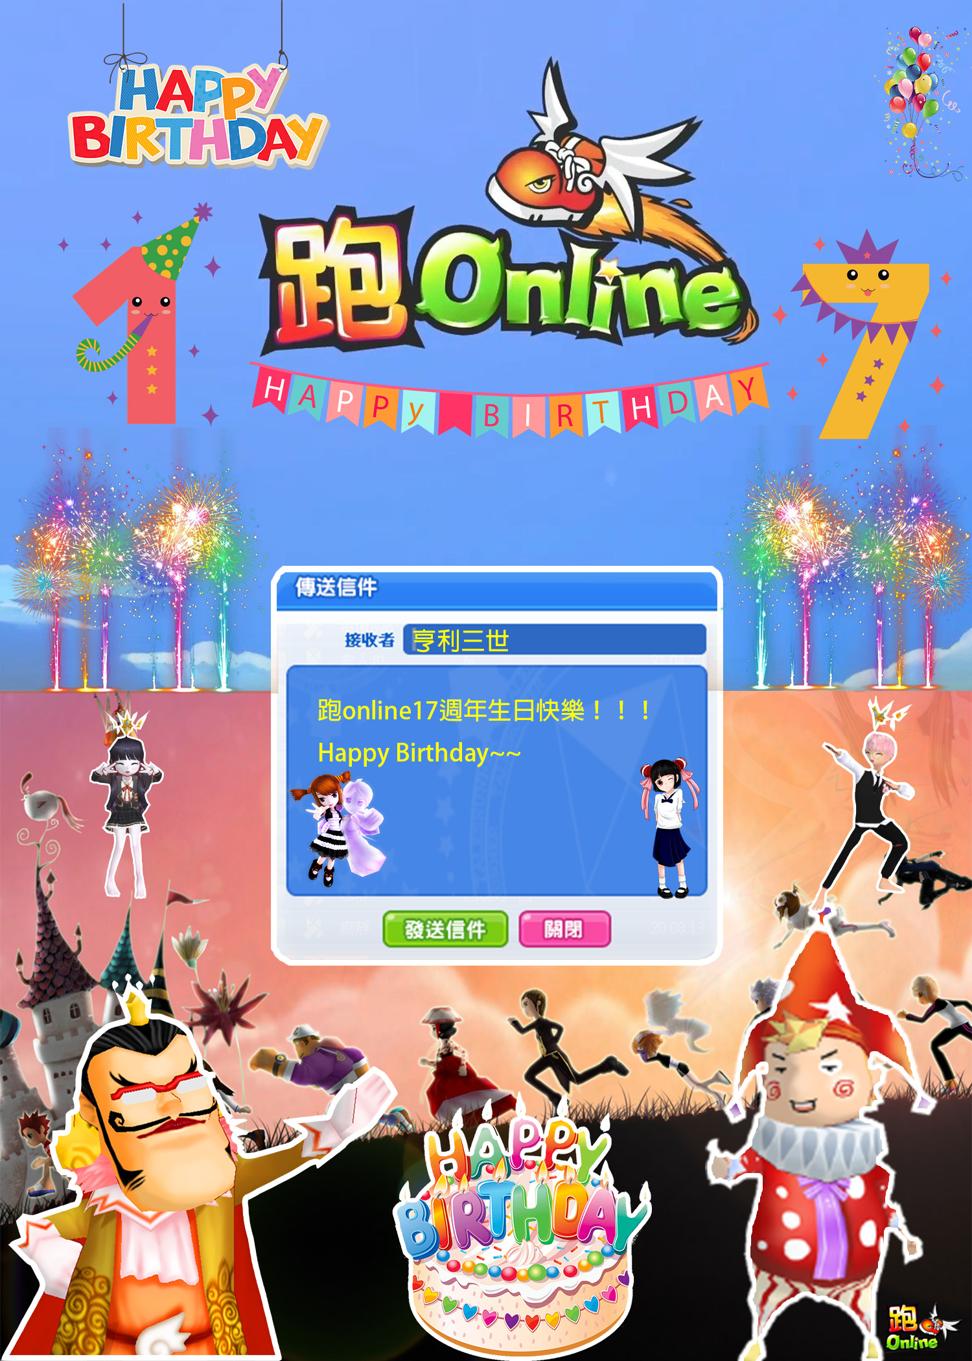 HAPPY
BIRTHDAY
1
7
跑Online
HAPPy BIRTHDAY
傳送信件
接收者
亨利三世
跑online17週年生日快樂！！！
Happy Birthday~~
發送信件
關閉
HAPPY
BIRTHDAY
跑
Online